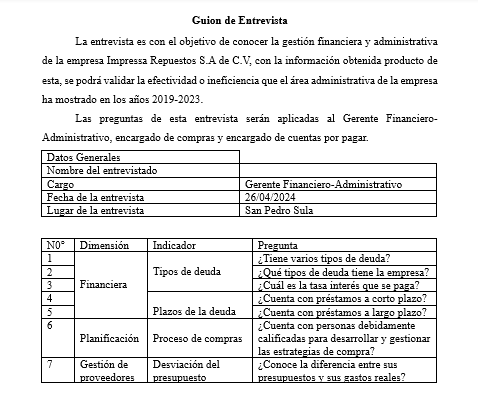 Guion de Entrevista
La entrevista es con el objetivo de conocer la gestión financiera y administrativa
de la empresa Impressa Repuestos S.A de C.V, con la información obtenida producto de
esta, se podrá validar la efectividad o ineficiencia que el área administrativa de la empresa
ha mostrado en los años 2019-2023.
Las preguntas de esta entrevista serán aplicadas al Gerente Financiero-
Administrativo, encargado de compras y encargado de cuentas por pagar.
Datos Generales
Nombre del entrevistado
Cargo Gerente Financiero-Administrativo
Fecha de la entrevista 26/04/2024
Lugar de la entrevista San Pedro Sula
N0° Dimensión Indicador Pregunta
1 ¿Tiene varios tipos de deuda?
2 Financiera Tipos de deuda ¿Qué tipos de deuda tiene la empresa?
3 ¿Cuál es la tasa interés que se paga?
4 ¿Cuenta con préstamos a corto plazo?
5 Plazos de la deuda ¿Cuenta con préstamos a largo plazo?
6 Planificación Proceso de compras ¿Cuenta con personas debidamente
calificadas para desarrollar y gestionar
las estrategias de compra?
7 Gestión de Desviación del ¿Conoce la diferencia entre sus
proveedores presupuesto presupuestos y sus gastos reales?